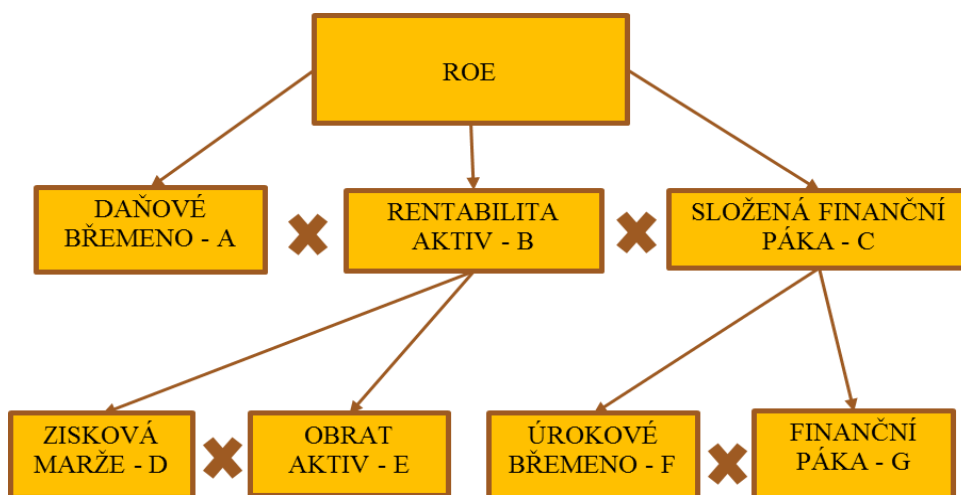 ROE
DAŇOVÉ
BŘEMENO - A
RENTABILITA
AKTIV - B
SLOŽENÁ FINANČNÍ
PÁKA - C
ZISKOVÁ
MARŽE - D
OBRAT
AKTIV - E
ÚROKOVÉ
BŘEMENO - F
FINANČNÍ
PÁKA - G